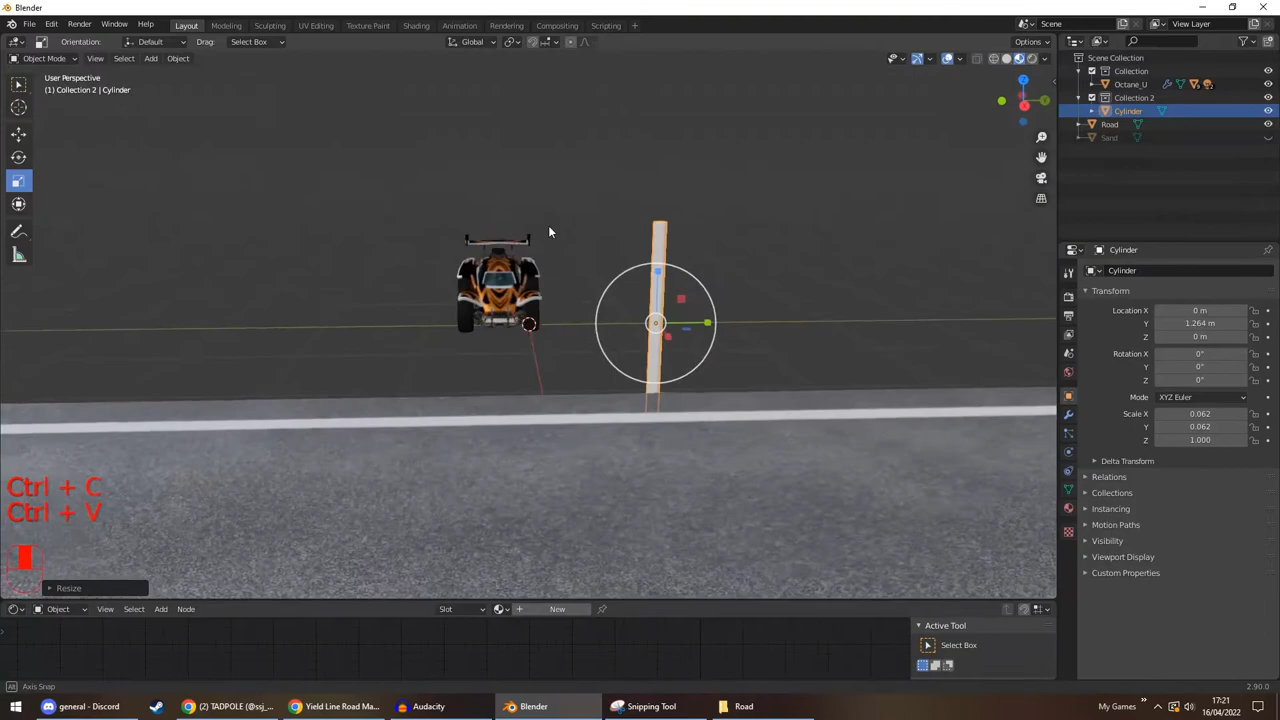 Blender
File Edit Render Window Help
Layout Modeling Sculpting UV Editing Texture Paint Shading Animation Rendering Compositing Scripting +
Scene View Layer
Orientation: Default Drag: Select Box Global Options
Object Mode View Select Add Object
User Perspective
(1) Collection 2 | Cylinder
Scene Collection
Collection
Octane_U
Collection 2
Cylinder
Road
Sand
Cylinder
Cylinder
Transform
Location X 0 m
Y 1.264 m
Z 0 m
Rotation X 0°
Y 0°
Z 0°
Mode XYZ Euler
Scale X 0.062
Y 0.062
Z 1.000
Delta Transform
Relations
Collections
Instancing
Motion Paths
Visibility
Viewport Display
Custom Properties
Ctrl + C
Ctrl + V
Resize
Object View Select Add Node Slot New
Active Tool
Select Box
Axis Snap 2.90.0
general - Discord (2) TADPOLE (@ssj_... Yield Line Road Ma... Audacity Blender Snipping Tool Road My Games 17:21
16/04/2022